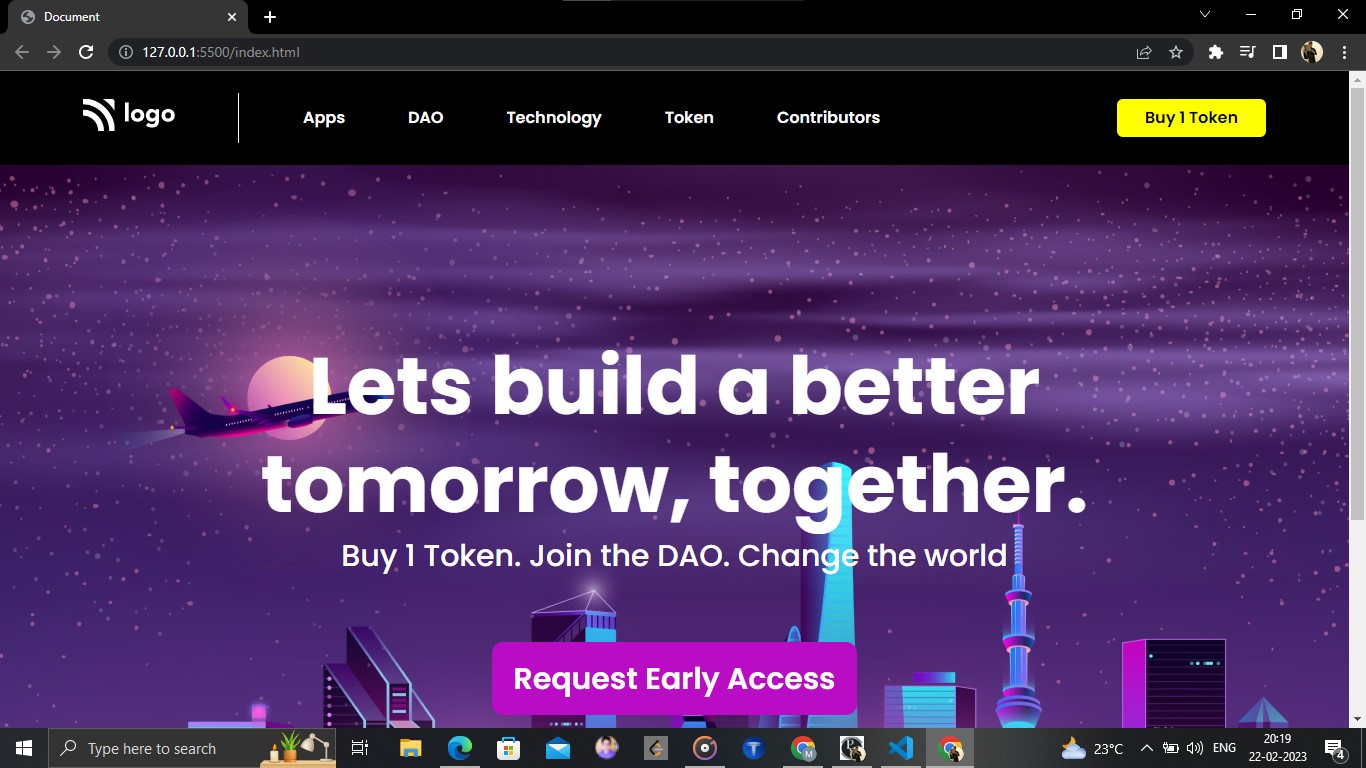 Document
127.0.0.1:5500/index.html
logo
Apps
DAO
Technology
Token
Contributors
Buy 1 Token
Lets build a better
tomorrow, together.
Buy 1 Token. Join the DAO. Change the world
Request Early Access
Type here to search
23°C
ENG
20:19
22-02-2023
4